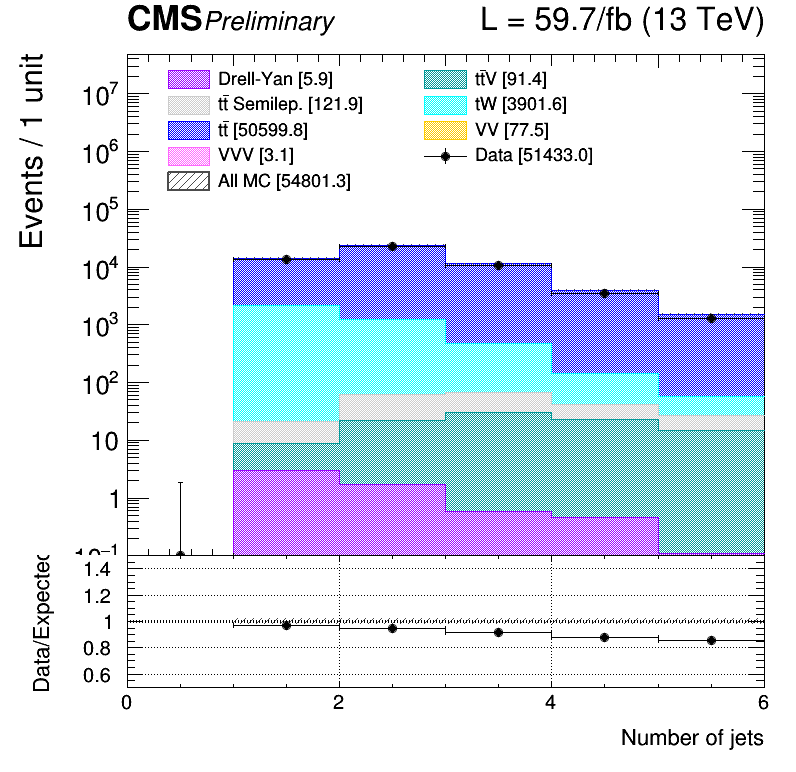 CMS Preliminary L = 59.7/fb (13 TeV)
Events / 1 unit
Drell-Yan [5.9]
tt̄V [91.4]
tt̄ Semilep. [121.9]
tW [3901.6]
tt̄ [50599.8]
VV [77.5]
VVV [3.1]
Data [51433.0]
All MC [54801.3]
10⁷
10⁶
10⁵
10⁴
10³
10²
10
1
10⁻¹
Data/Expected
1.4
1.2
1
0.8
0.6
0 2 4 6
Number of jets